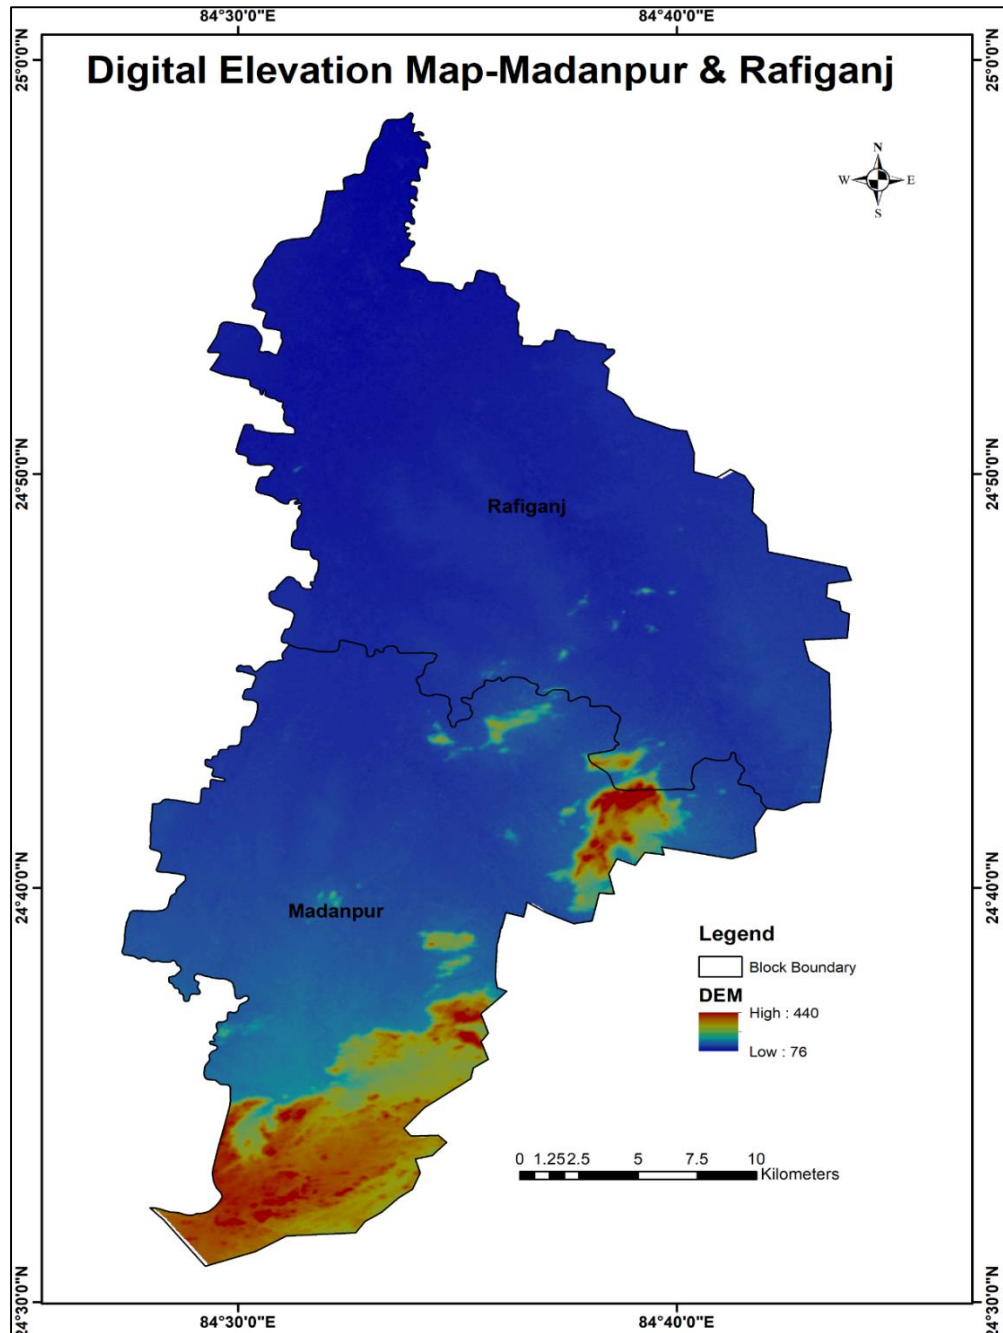 84°30'0"E 84°40'0"E
Digital Elevation Map-Madanpur & Rafiganj
25°0'0"N 25°0'0"N
N
W E
S
24°50'0"N 24°50'0"N
Rafiganj
24°40'0"N 24°40'0"N
Madanpur
Legend
Block Boundary
DEM
High : 440
Low : 76
0 1.25 2.5 5 7.5 10
Kilometers
24°30'0"N 24°30'0"N
84°30'0"E 84°40'0"E